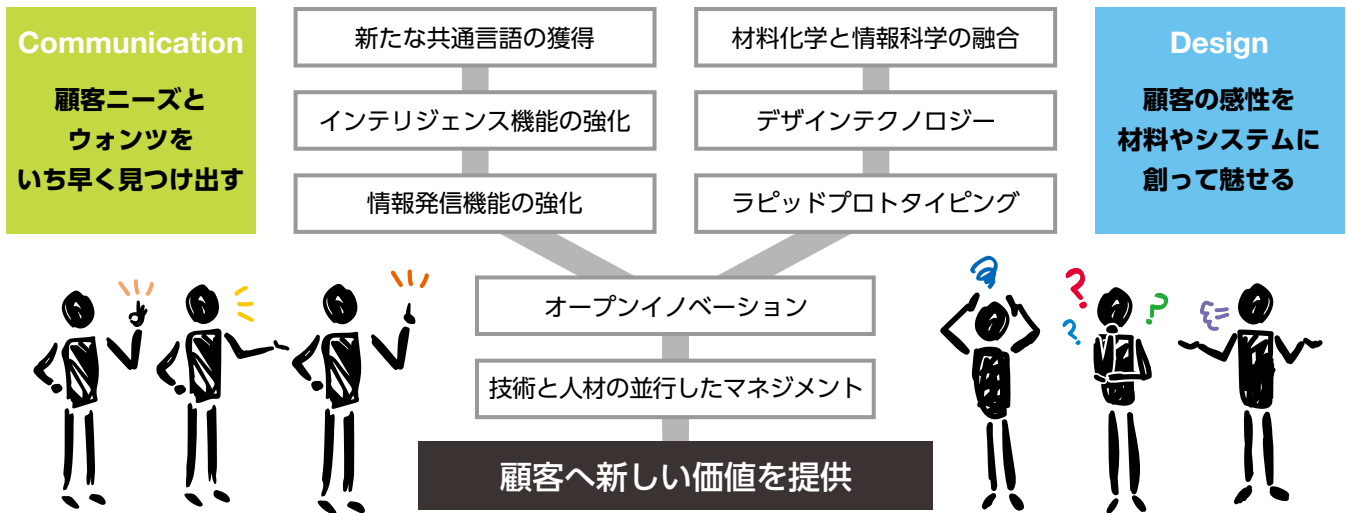 Communication
顧客ニーズと
ウォンツを
いち早く見つけ出す
新たな共通言語の獲得
インテリジェンス機能の強化
情報発信機能の強化
材料化学と情報科学の融合
デザインテクノロジー
ラピッドプロトタイピング
Design
顧客の感性を
材料やシステムに
創って魅せる
オープンイノベーション
技術と人材の並行したマネジメント
顧客へ新しい価値を提供
?
?
?